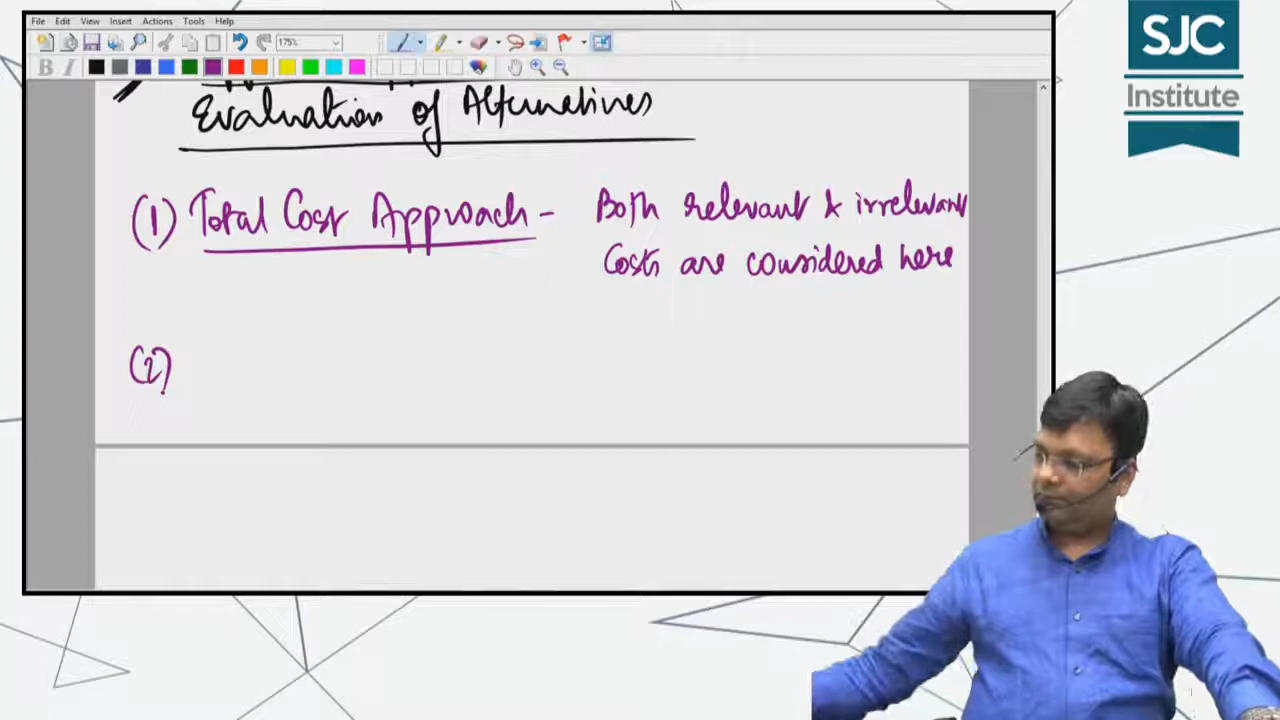 File Edit View Insert Actions Tools Help
175%
B I
Evaluation of Alternatives
(1) Total Cost Approach - Both relevant & irrelevant
Costs are considered here
(2)
SJC
Institute